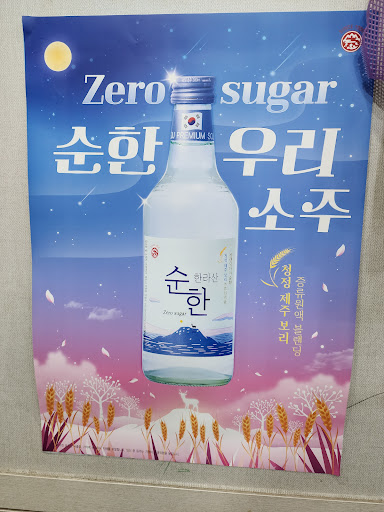 Zero sugar
순한 우리
소주
PREMIUM
한라산
순한
Zero sugar
청정 제주 보리
증류원액 블렌딩